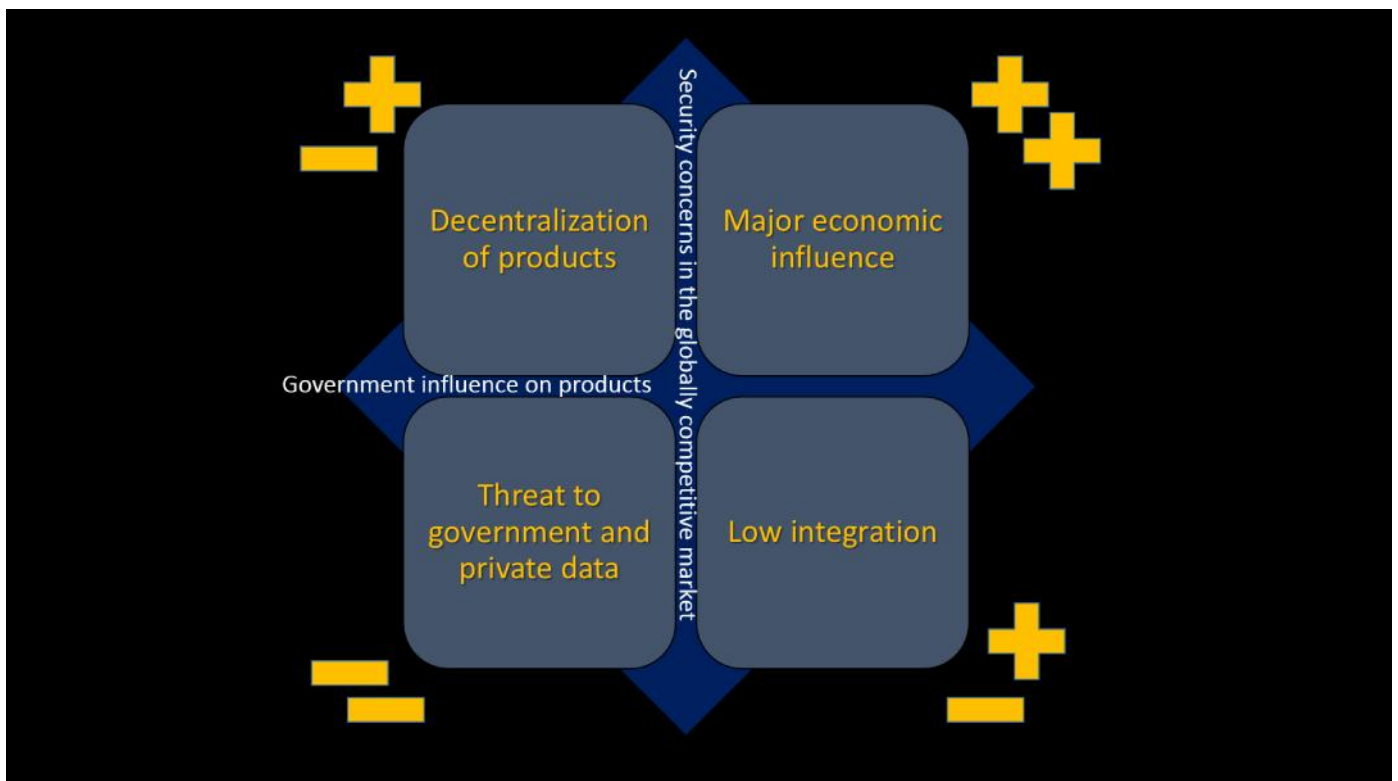 Security concerns in the globally competitive market
Decentralization
of products
Major economic
influence
Government influence on products
Threat to
government and
private data
Low integration